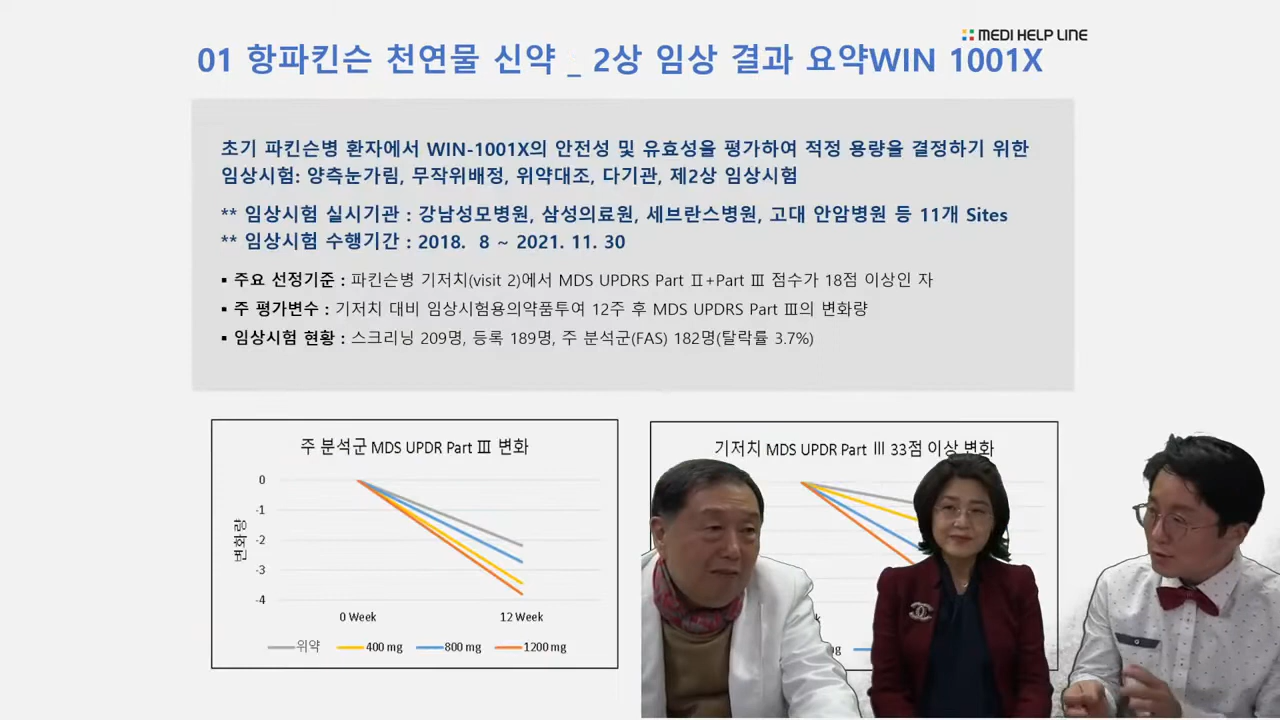 MEDI HELP LINE
01 항파킨슨 천연물 신약 _ 2상 임상 결과 요약WIN 1001X
초기 파킨슨병 환자에서 WIN-1001X의 안전성 및 유효성을 평가하여 적정 용량을 결정하기 위한
임상시험: 양측눈가림, 무작위배정, 위약대조, 다기관, 제2상 임상시험
** 임상시험 실시기관 : 강남성모병원, 삼성의료원, 세브란스병원, 고대 안암병원 등 11개 Sites
** 임상시험 수행기간 : 2018. 8 ~ 2021. 11. 30
▪ 주요 선정기준 : 파킨슨병 기저치(visit 2)에서 MDS UPDRS Part Ⅱ+Part Ⅲ 점수가 18점 이상인 자
▪ 주 평가변수 : 기저치 대비 임상시험용의약품투여 12주 후 MDS UPDRS Part Ⅲ의 변화량
▪ 임상시험 현황 : 스크리닝 209명, 등록 189명, 주 분석군(FAS) 182명(탈락률 3.7%)
주 분석군 MDS UPDR Part Ⅲ 변화
변화량
0
-1
-2
-3
-4
0 Week 12 Week
위약 400 mg 800 mg 1200 mg
기저치 MDS UPDR Part Ⅲ 33점 이상 변화